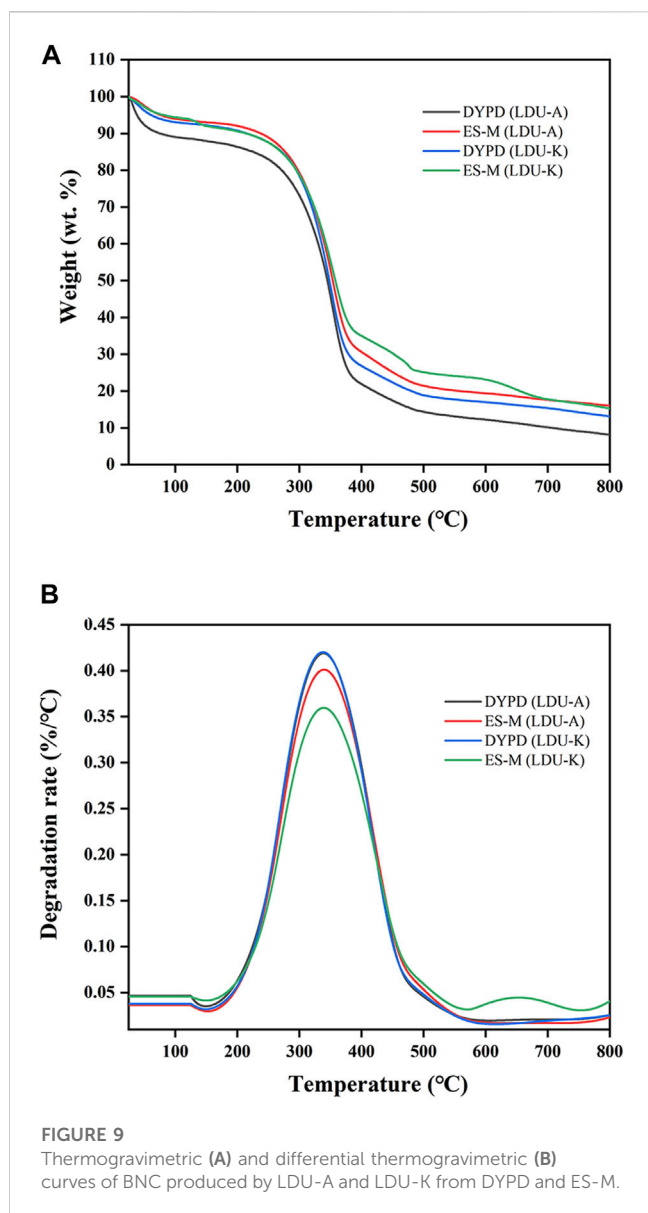 A
110
100
90
80
70
60
50
40
30
20
10
0
Weight (wt. %)
DYPD (LDU-A)
ES-M (LDU-A)
DYPD (LDU-K)
ES-M (LDU-K)
100 200 300 400 500 600 700 800
Temperature (°C)
B
0.45
0.40
0.35
0.30
0.25
0.20
0.15
0.10
0.05
Degradation rate (%/°C)
DYPD (LDU-A)
ES-M (LDU-A)
DYPD (LDU-K)
ES-M (LDU-K)
100 200 300 400 500 600 700 800
Temperature (°C)
FIGURE 9
Thermogravimetric (A) and differential thermogravimetric (B)
curves of BNC produced by LDU-A and LDU-K from DYPD and ES-M.